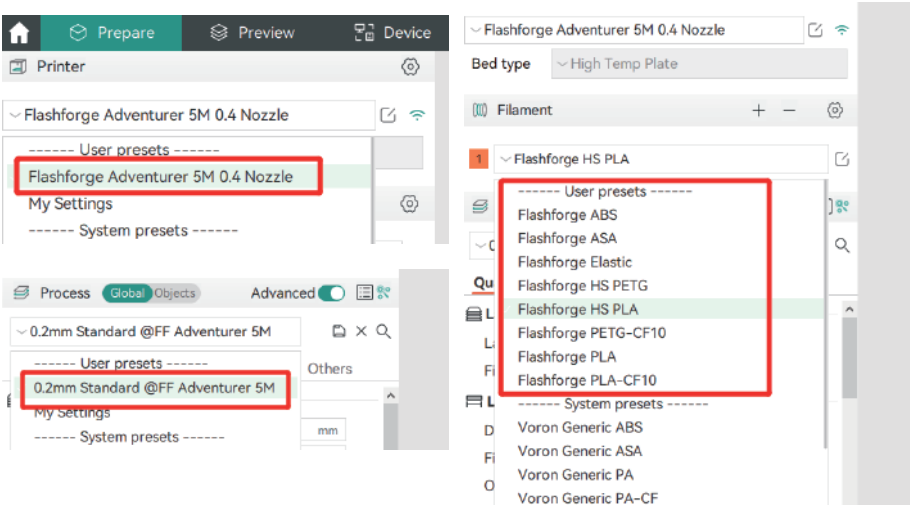 Prepare
Preview
Device
Printer
Flashforge Adventurer 5M 0.4 Nozzle
------ User presets ------
Flashforge Adventurer 5M 0.4 Nozzle
My Settings
------ System presets ------
Process
Global
Objects
Advanced
0.2mm Standard @FF Adventurer 5M
------ User presets ------
Others
0.2mm Standard @FF Adventurer 5M
My Settings
mm
------ System presets ------
Flashforge Adventurer 5M 0.4 Nozzle
Bed type
High Temp Plate
Filament
1
Flashforge HS PLA
------ User presets ------
Flashforge ABS
Flashforge ASA
Flashforge Elastic
Qu
Flashforge HS PETG
Flashforge HS PLA
L
Flashforge PETG-CF10
Flashforge PLA
Fi
Flashforge PLA-CF10
L
------ System presets ------
D
Voron Generic ABS
Voron Generic ASA
Fi
Voron Generic PA
O
Voron Generic PA-CF